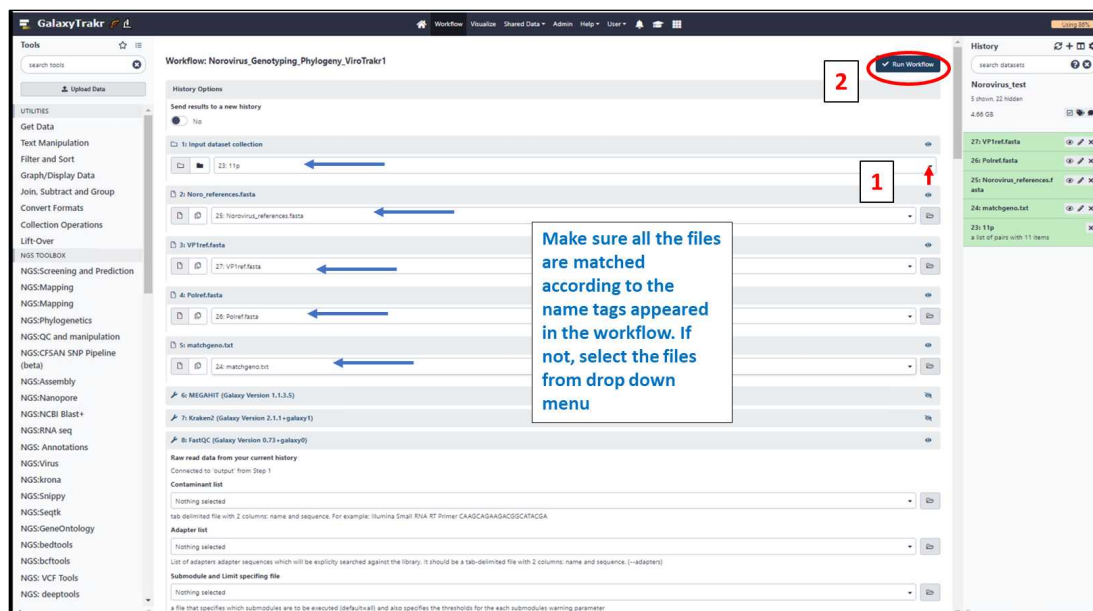 GalaxyTrakr
Workflow Visualize Shared Data Admin Help User
Using 86%
Tools
search tools
Upload Data
UTILITIES
Get Data
Text Manipulation
Filter and Sort
Graph/Display Data
Join, Subtract and Group
Convert Formats
Collection Operations
Lift-Over
NGS TOOLBOX
NGS:Screening and Prediction
NGS:Mapping
NGS:Mapping
NGS:Phylogenetics
NGS:QC and manipulation
NGS:CFSAN SNP Pipeline
(beta)
NGS:Assembly
NGS:Nanopore
NGS:NCBI Blast+
NGS:RNA seq
NGS: Annotations
NGS:Virus
NGS:krona
NGS:Snippy
NGS:Seqtk
NGS:GeneOntology
NGS:bedtools
NGS:bcftools
NGS: VCF Tools
NGS: deeptools
Workflow: Norovirus_Genotyping_Phylogeny_ViroTrakr1
2
Run Workflow
History Options
Send results to a new history
No
1: Input dataset collection
23: 11p
1
2: Noro_references.fasta
25: Norovirus_references.fasta
3: VP1ref.fasta
27: VP1ref.fasta
4: Polref.fasta
26: Polref.fasta
5: matchgeno.txt
24: matchgeno.txt
Make sure all the files
are matched
according to the
name tags appeared
in the workflow. If
not, select the files
from drop down
menu
6: MEGAHIT (Galaxy Version 1.1.3.5)
7: Kraken2 (Galaxy Version 2.1.1+galaxy1)
8: FastQC (Galaxy Version 0.73+galaxy0)
Raw read data from your current history
Connected to 'output' from Step 1
Contaminant list
Nothing selected
tab delimited file with 2 columns: name and sequence. For example: Illumina Small RNA RT Primer CAAGCAGAAGACGGCATACGA
Adapter list
Nothing selected
List of adapters adapter sequences which will be explicity searched against the library. It should be a tab-delimited file with 2 columns: name and sequence. (--adapters)
Submodule and Limit specifing file
Nothing selected
a file that specifies which submodules are to be executed (default=all) and also specifies the thresholds for the each submodules warning parameter
History
search datasets
Norovirus_test
5 shown, 22 hidden
4.66 GB
27: VP1ref.fasta
26: Polref.fasta
25: Norovirus_references.f
asta
24: matchgeno.txt
23: 11p
a list of pairs with 11 items